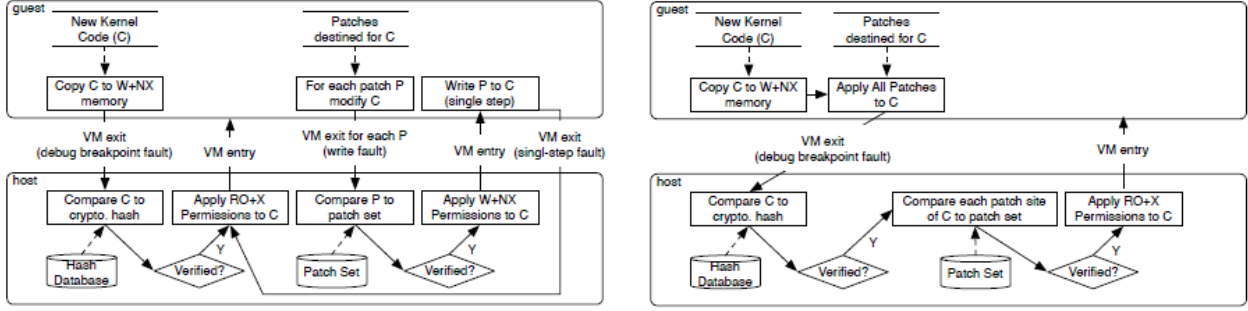 guest
New Kernel
Code (C)
Patches
destined for C
Copy C to W+NX
memory
For each patch P
modify C
Write P to C
(single step)
VM exit
(debug breakpoint fault)
VM exit for each P
(write fault)
VM entry
VM exit
(singl-step fault)
host
Compare C to
crypto. hash
Apply RO+X
Permissions to C
Compare P to
patch set
Apply W+NX
Permissions to C
Y
Y
Hash
Database
Verified?
Patch Set
Verified?
guest
New Kernel
Code (C)
Patches
destined for C
Copy C to W+NX
memory
Apply All Patches
to C
VM exit
(debug breakpoint fault)
VM entry
host
Compare C to
crypto. hash
Compare each patch site
of C to patch set
Apply RO+X
Permissions to C
Y
Y
Hash
Database
Verified?
Patch Set
Verified?